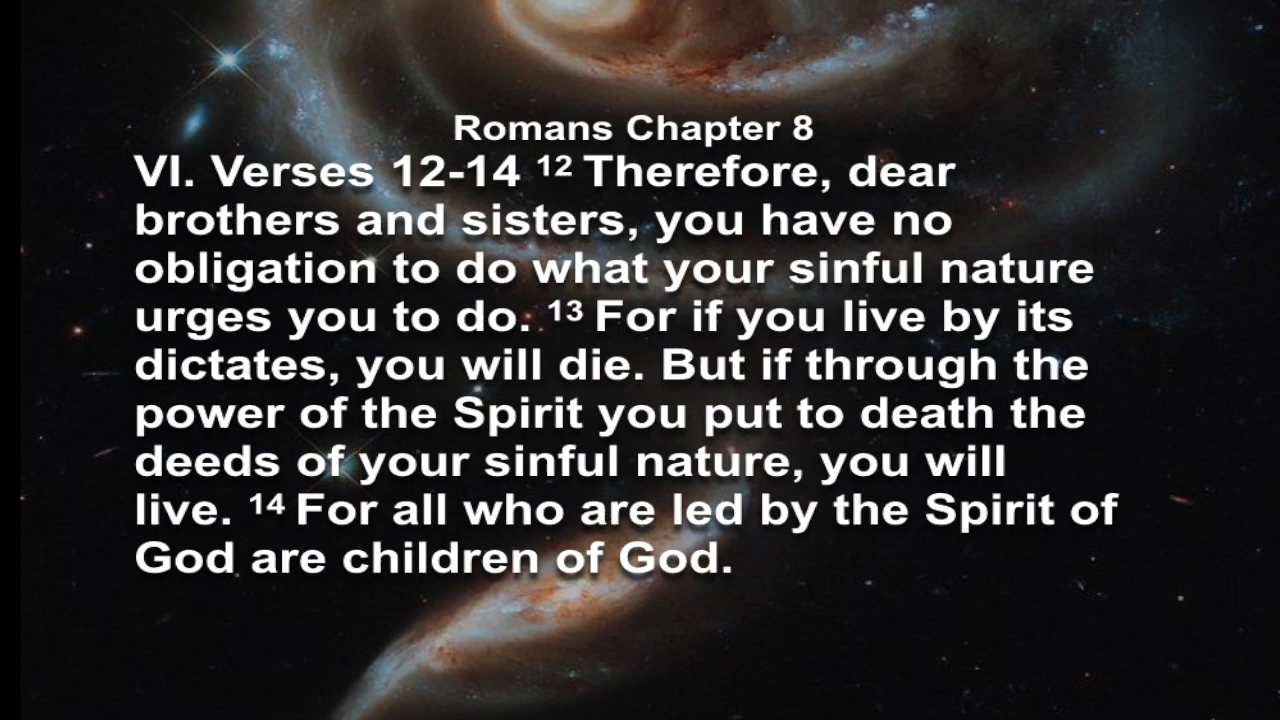 Romans Chapter 8
VI. Verses 12-14 ¹² Therefore, dear
brothers and sisters, you have no
obligation to do what your sinful nature
urges you to do. ¹³ For if you live by its
dictates, you will die. But if through the
power of the Spirit you put to death the
deeds of your sinful nature, you will
live. ¹⁴ For all who are led by the Spirit of
God are children of God.